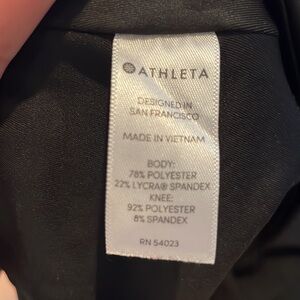 ATHLETA
DESIGNED IN
SAN FRANCISCO
MADE IN VIETNAM
BODY:
78% POLYESTER
22% LYCRA® SPANDEX
KNEE:
92% POLYESTER
8% SPANDEX
RN 54023